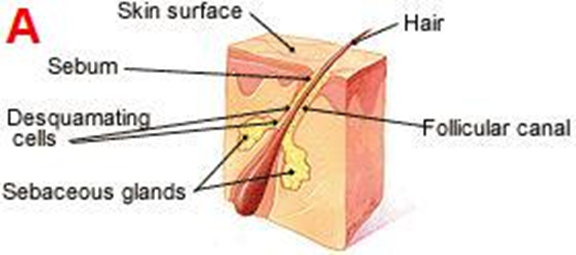 A
Skin surface
Hair
Sebum
Desquamating
cells
Follicular canal
Sebaceous glands